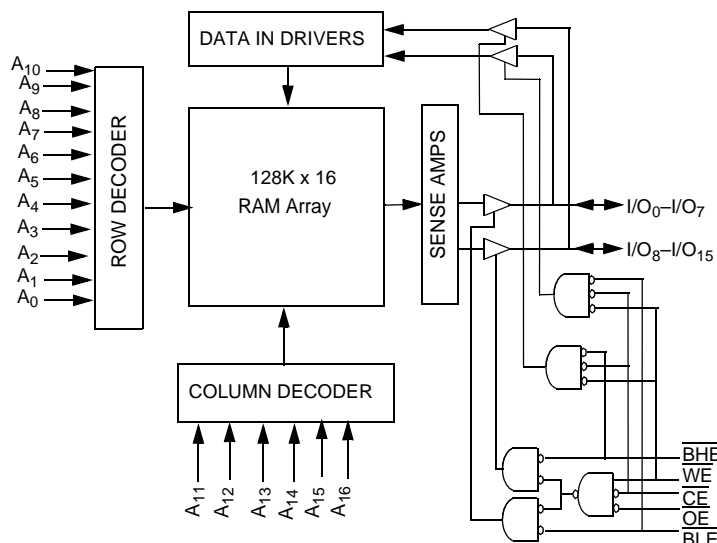 DATA IN DRIVERS
A10
A9
A8
A7
A6
A5
A4
A3
A2
A1
A0
ROW DECODER
128K x 16
RAM Array
SENSE AMPS
I/O0–I/O7
I/O8–I/O15
COLUMN DECODER
A11
A12
A13
A14
A15
A16
BHE
WE
CE
OE
BLE